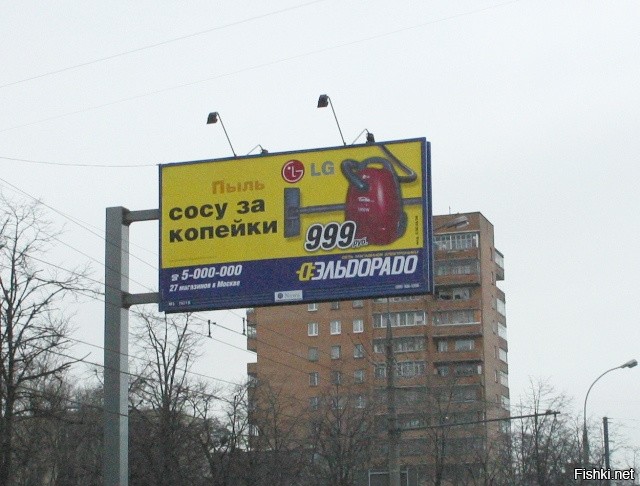 LG
Пыль
сосу за
копейки
999 руб.
ЭЛЬДОРАДО
5-000-000
27 магазинов в Москве
Fishki.net